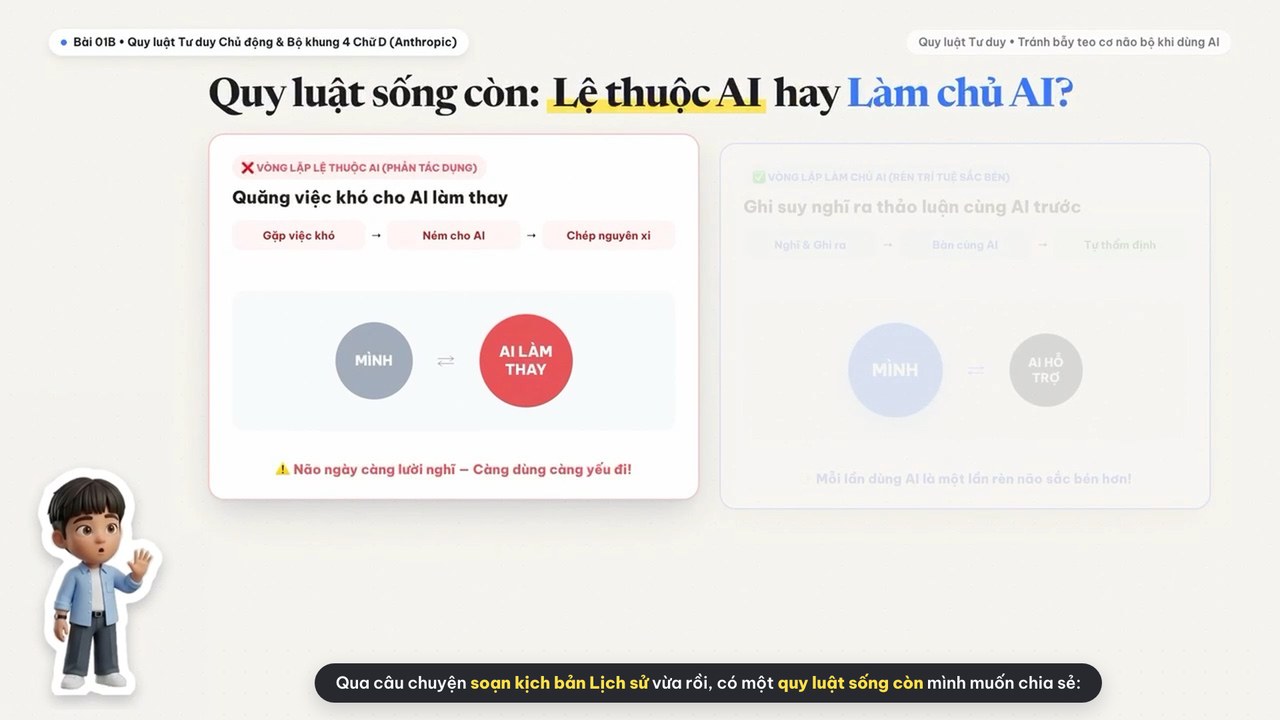 Bài 01B • Quy luật Tư duy Chủ động & Bộ khung 4 Chữ D (Anthropic)
Quy luật Tư duy • Tránh bẫy teo cơ não bộ khi dùng AI
Quy luật sống còn: Lệ thuộc AI hay Làm chủ AI?
❌ VÒNG LẶP LỆ THUỘC AI (PHẢN TÁC DỤNG)
Quăng việc khó cho AI làm thay
Gặp việc khó → Ném cho AI → Chép nguyên xi
MÌNH ⇄ AI LÀM
THAY
⚠️ Não ngày càng lười nghĩ — Càng dùng càng yếu đi!
✅ VÒNG LẶP LÀM CHỦ AI (RÈN TRÍ TUỆ SẮC BÉN)
Ghi suy nghĩ ra thảo luận cùng AI trước
Nghĩ & Ghi ra → Bàn cùng AI → Tự thẩm định
MÌNH ⇄ AI HỖ
TRỢ
Mỗi lần dùng AI là một lần rèn não sắc bén hơn!
Qua câu chuyện soạn kịch bản Lịch sử vừa rồi, có một quy luật sống còn mình muốn chia sẻ: